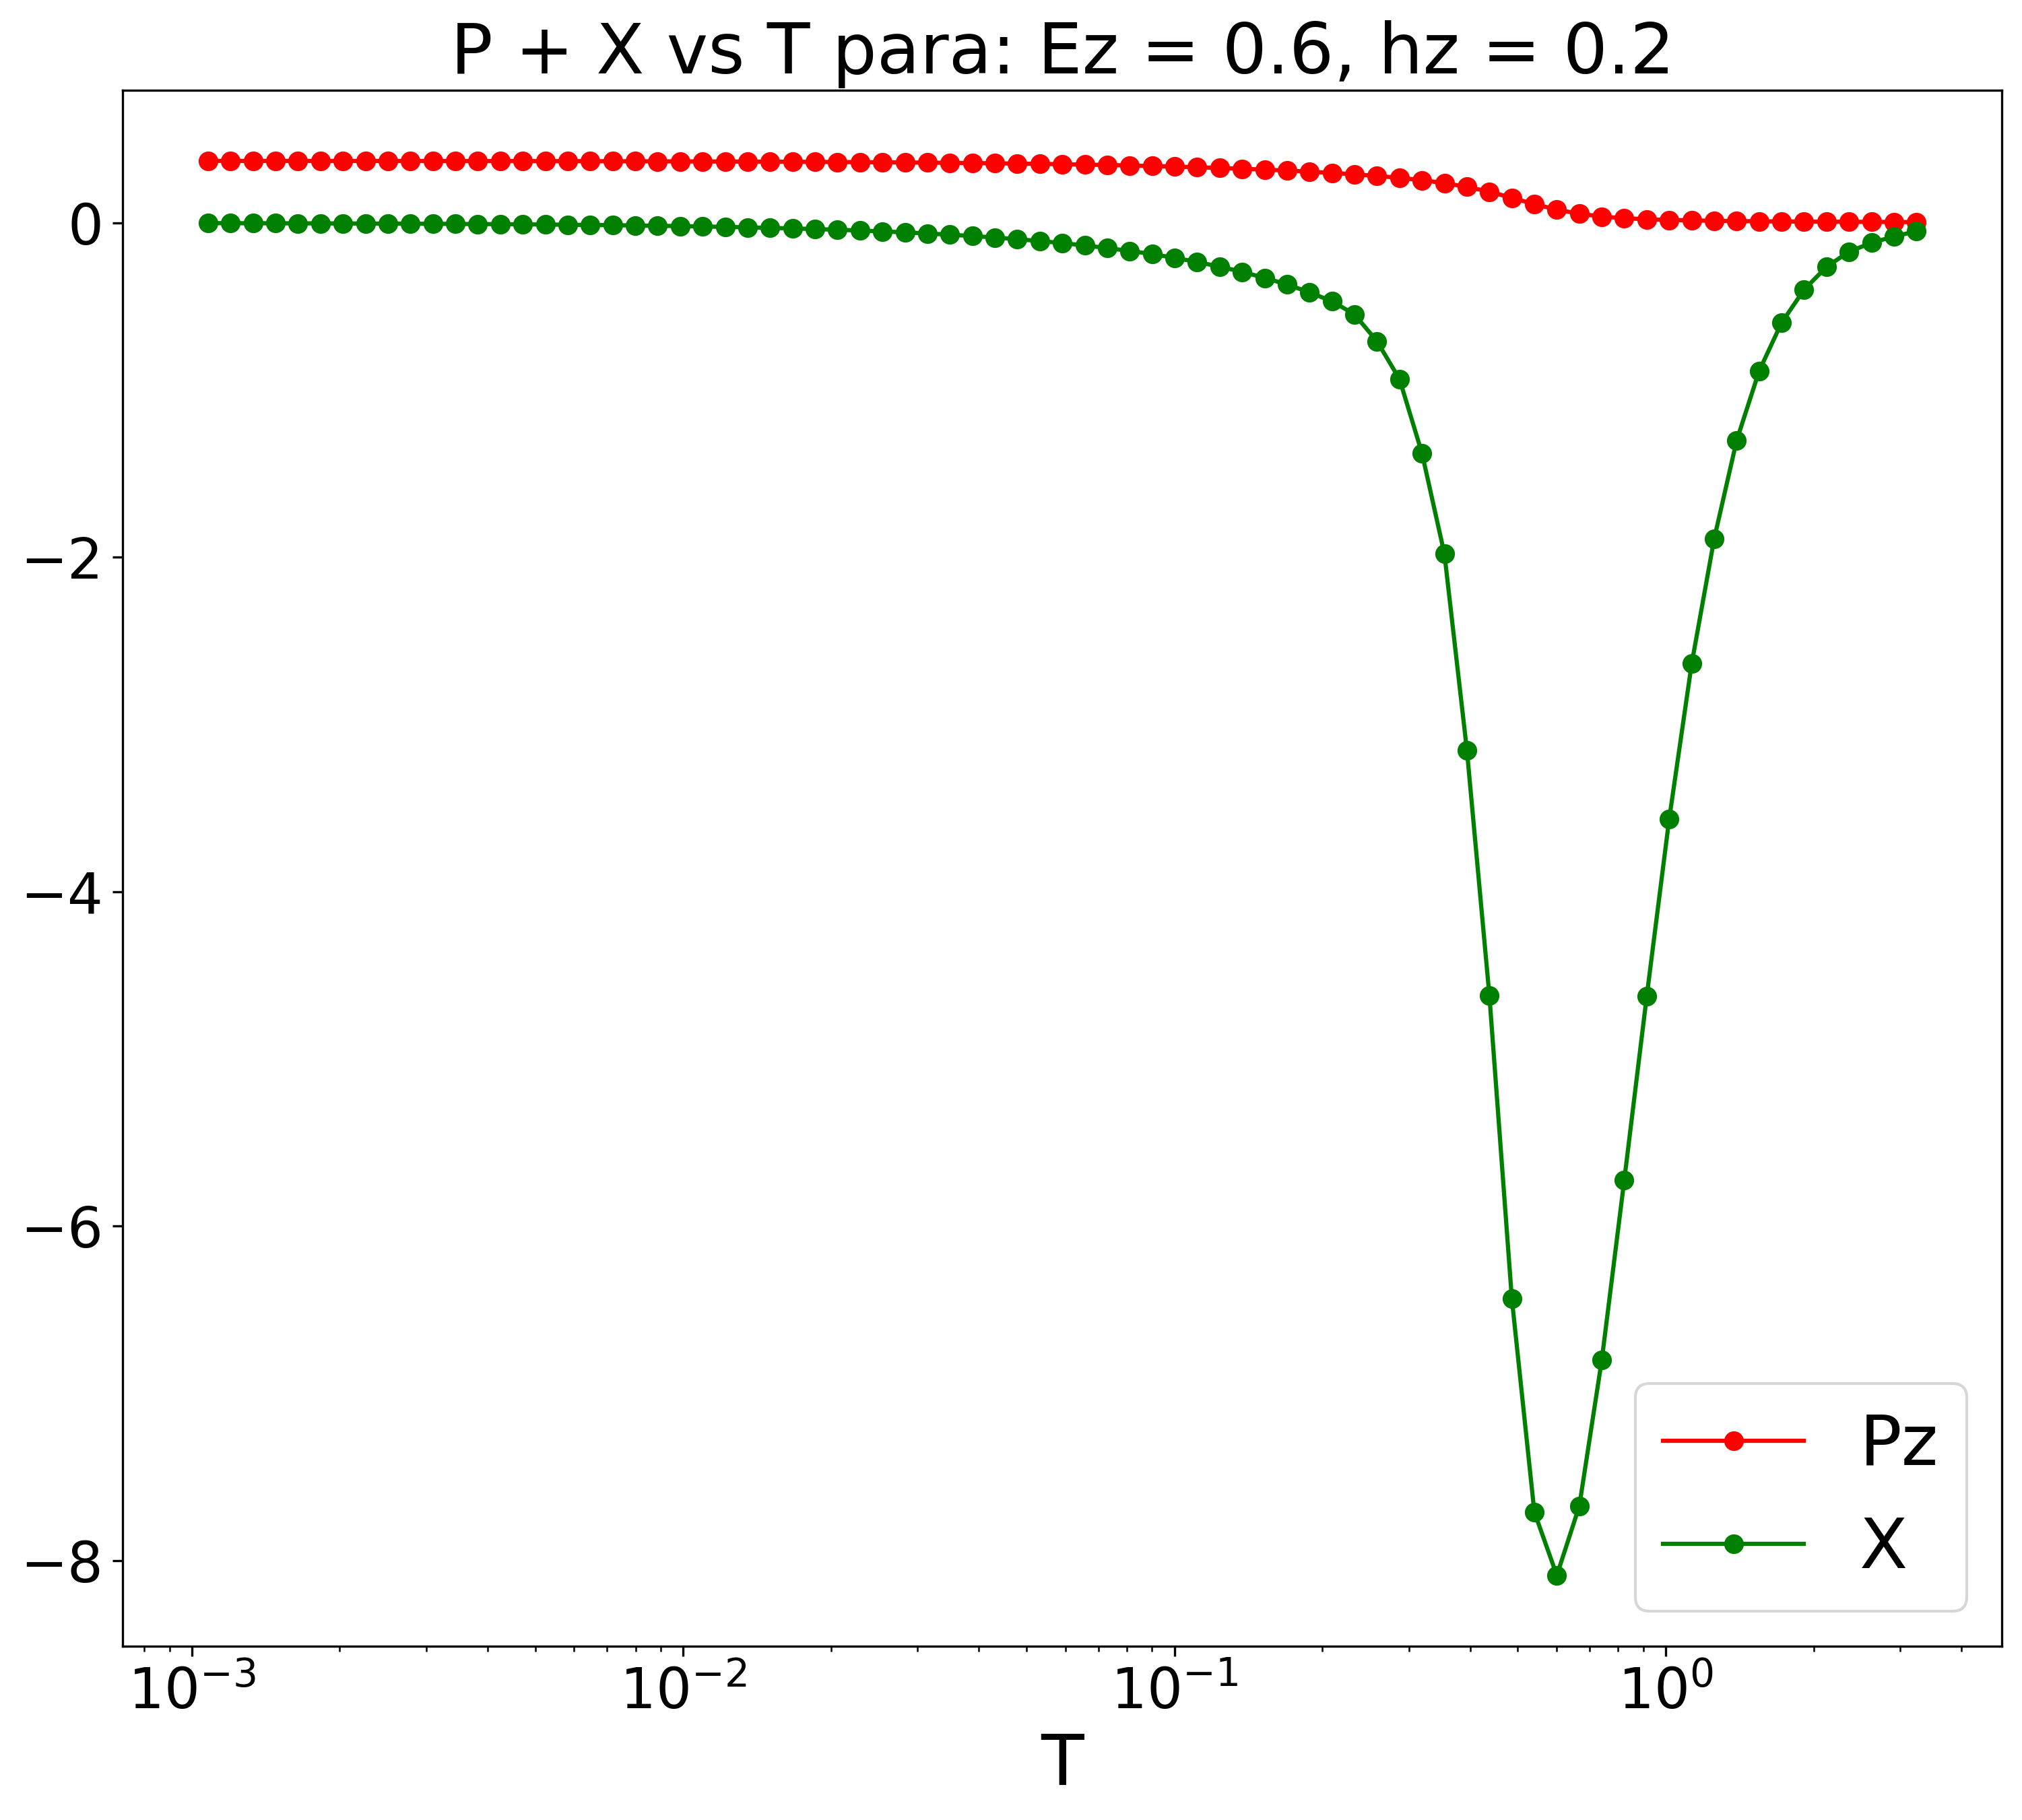 P + X vs T para: Ez = 0.6, hz = 0.2
0
−2
−4
−6
−8
Pz
X
10⁻³ 10⁻² 10⁻¹ 10⁰
T